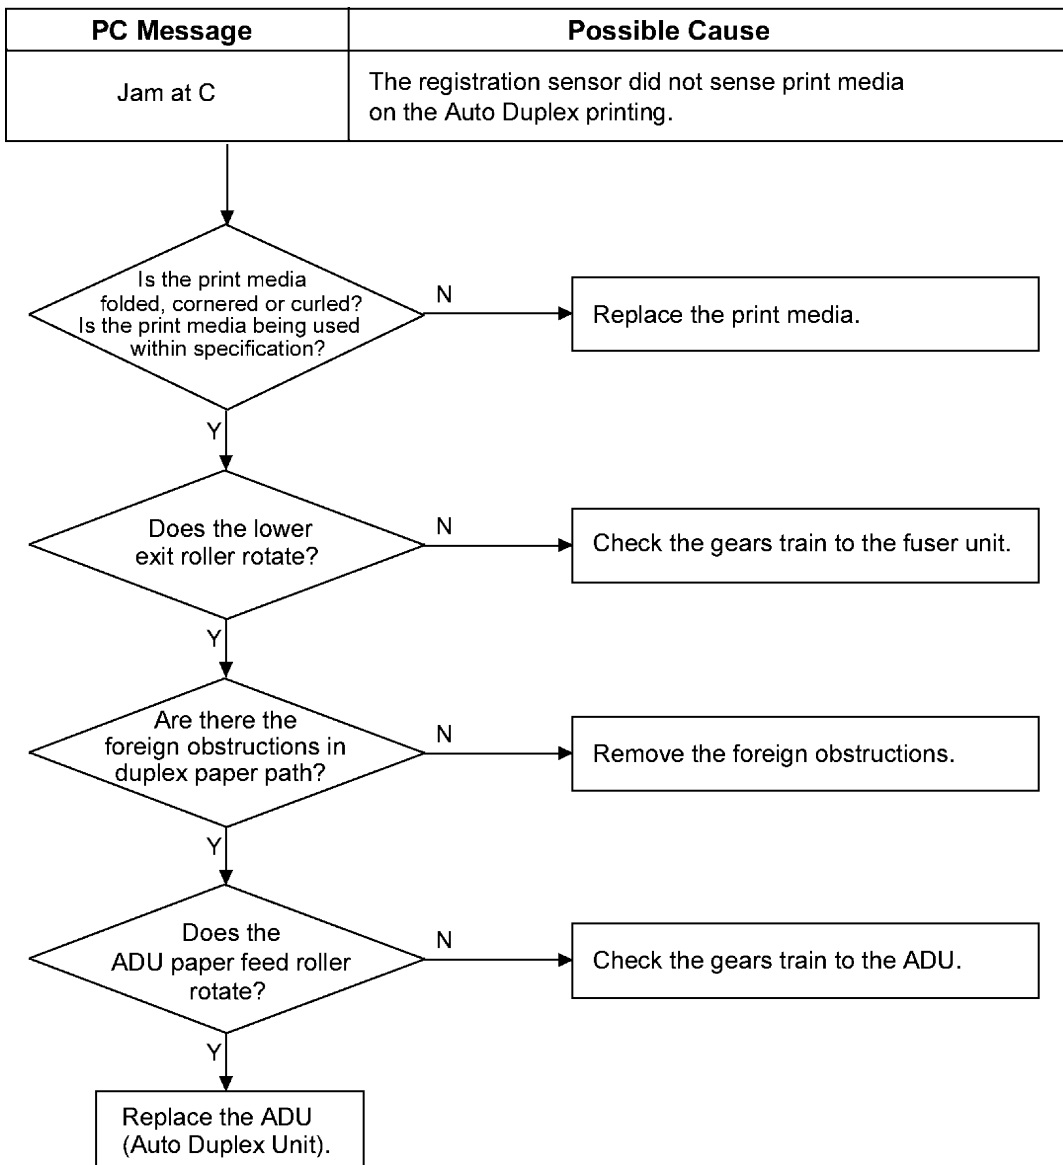 PC Message
Possible Cause
Jam at C
The registration sensor did not sense print media
on the Auto Duplex printing.
Is the print media
folded, cornered or curled?
Is the print media being used
within specification?
N
Replace the print media.
Y
Does the lower
exit roller rotate?
N
Check the gears train to the fuser unit.
Y
Are there the
foreign obstructions in
duplex paper path?
N
Remove the foreign obstructions.
Y
Does the
ADU paper feed roller
rotate?
N
Check the gears train to the ADU.
Y
Replace the ADU
(Auto Duplex Unit).